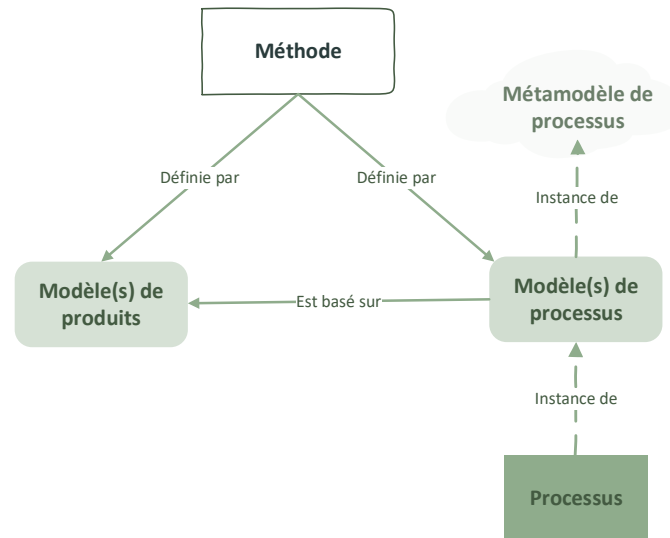 Méthode
Métamodèle de
processus
Définie par
Définie par
Instance de
Modèle(s) de
produits
Est basé sur
Modèle(s) de
processus
Instance de
Processus